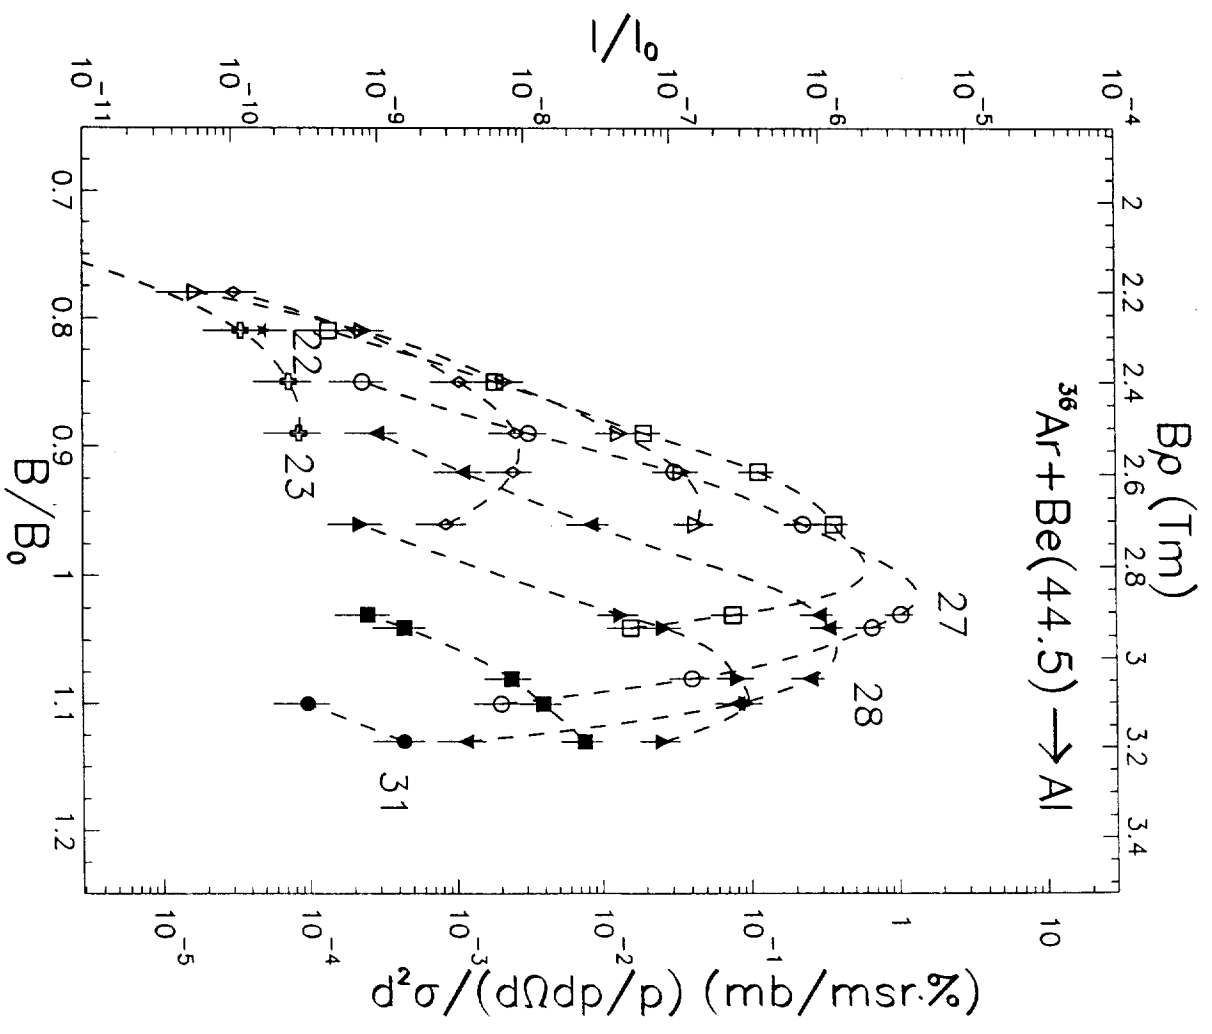 ³⁶Ar+Be(44.5)→Al
Bρ (Tm)
2 2.2 2.4 2.6 2.8 3 3.2 3.4
I/I₀
10⁻⁴
10⁻⁵
10⁻⁶
10⁻⁷
10⁻⁸
10⁻⁹
10⁻¹⁰
10⁻¹¹
27
28
22
23
31
10
1
10⁻¹
10⁻²
10⁻³
10⁻⁴
10⁻⁵
d²σ/(dΩdp/p) (mb/msr.%)
0.7 0.8 0.9 1 1.1 1.2
B/B₀